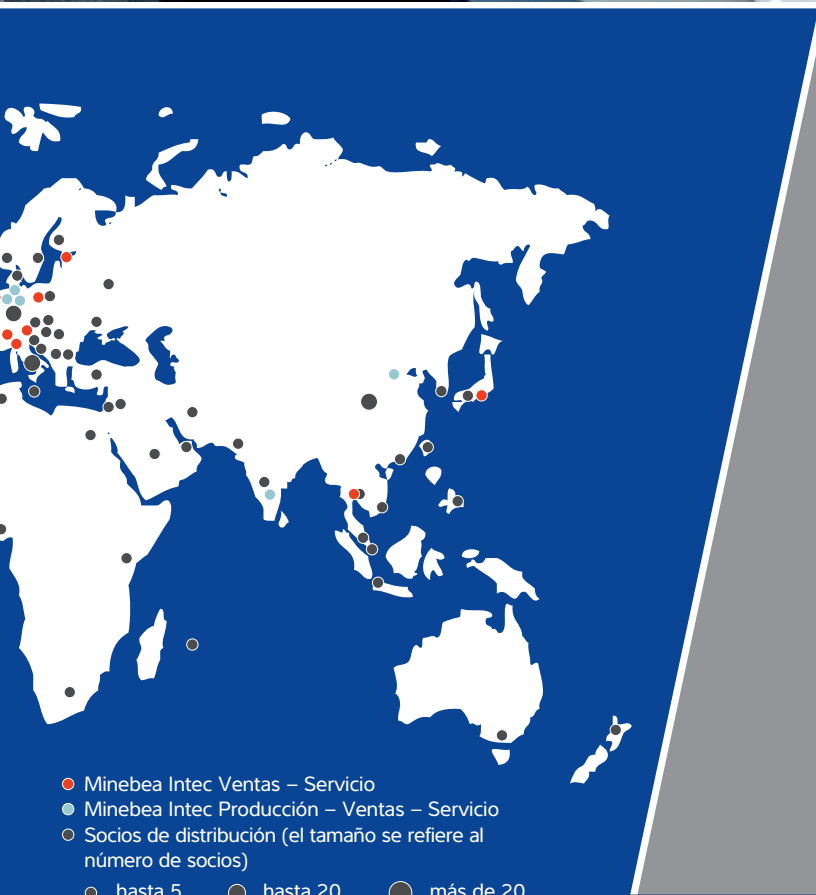 Minebea Intec Ventas – Servicio
Minebea Intec Producción – Ventas – Servicio
Socios de distribución (el tamaño se refiere al
número de socios)
hasta 5 hasta 20 más de 20